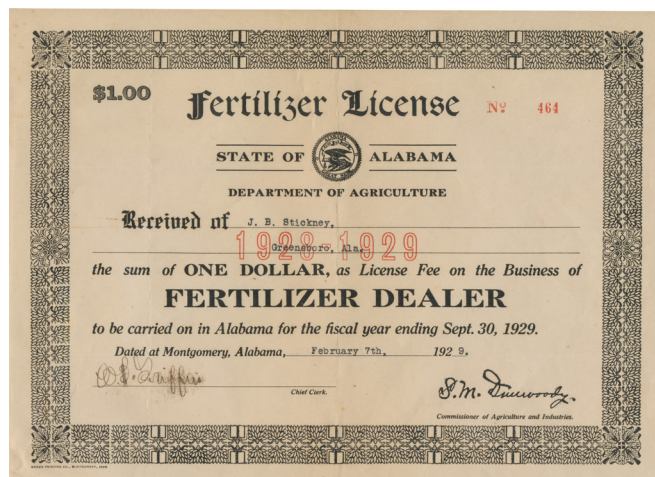 $1.00
Fertilizer License Nº 464
STATE OF ALABAMA
DEPARTMENT OF AGRICULTURE
Received of J. B. Stickney,
Greensboro, Ala.
1928-1929
the sum of ONE DOLLAR, as License Fee on the Business of
FERTILIZER DEALER
to be carried on in Alabama for the fiscal year ending Sept. 30, 1929.
Dated at Montgomery, Alabama, February 7th, 1929.
Griffin
Chief Clerk.
S. M. Dunwoody.
Commissioner of Agriculture and Industries.